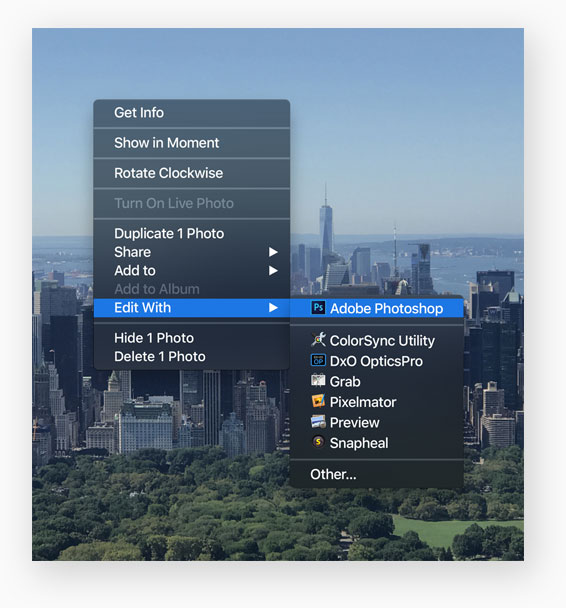 Get Info
Show in Moment
Rotate Clockwise
Turn On Live Photo
Duplicate 1 Photo
Share
Add to
Add to Album
Edit With
Hide 1 Photo
Delete 1 Photo
Ps Adobe Photoshop
ColorSync Utility
DxO OpticsPro
Grab
Pixelmator
Preview
S Snapheal
Other...